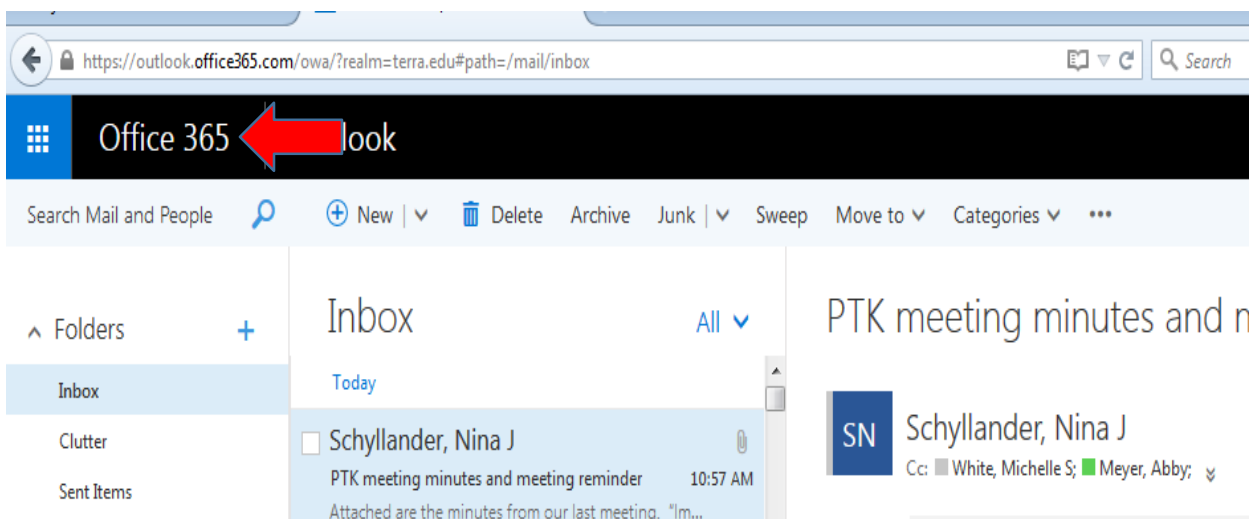 https://outlook.office365.com/owa/?realm=terra.edu#path=/mail/inbox
Search
Office 365
look
Search Mail and People
New | Delete Archive Junk | Sweep Move to Categories •••
Folders +
Inbox
Clutter
Sent Items
Inbox
All
Today
Schyllander, Nina J
PTK meeting minutes and meeting reminder 10:57 AM
Attached are the minutes from our last meeting. "Im...
PTK meeting minutes and
SN
Schyllander, Nina J
Cc: White, Michelle S; Meyer, Abby;